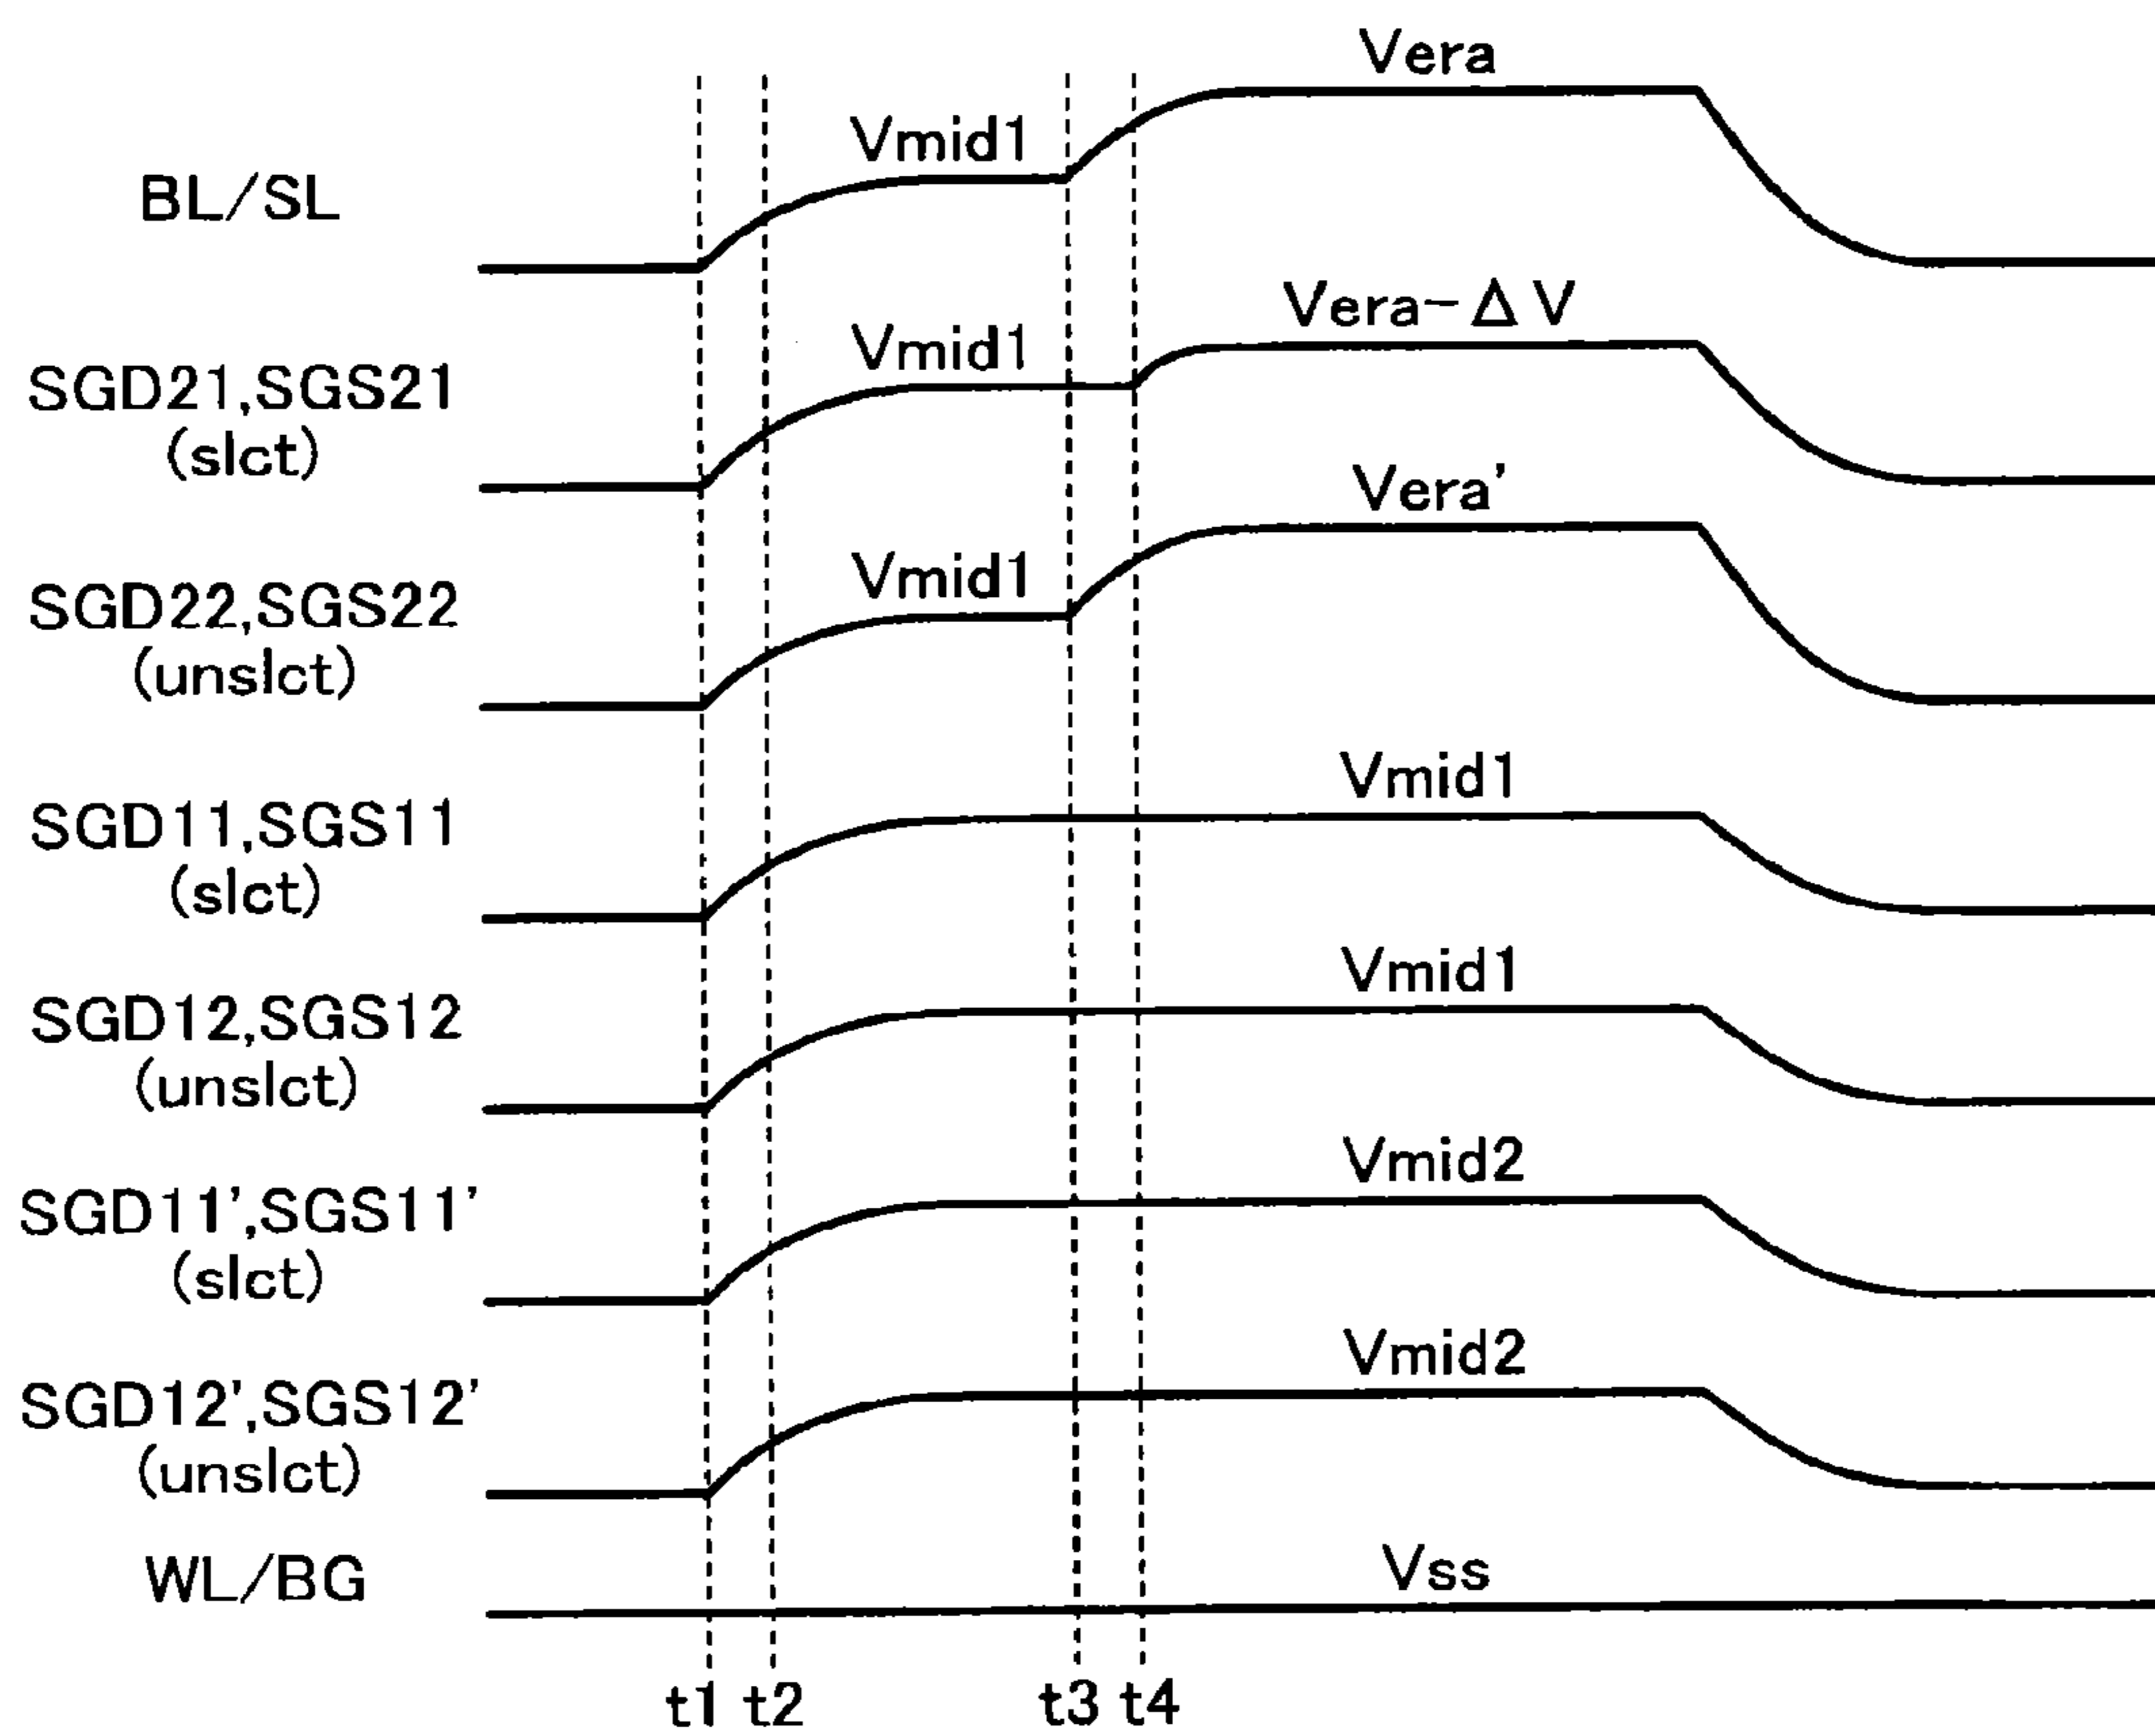 Vera
Vmid1
BL/SL
Vera-ΔV
Vmid1
SGD21,SGS21
(slct)
Vera'
Vmid1
SGD22,SGS22
(unslct)
Vmid1
SGD11,SGS11
(slct)
Vmid1
SGD12,SGS12
(unslct)
Vmid2
SGD11',SGS11'
(slct)
Vmid2
SGD12',SGS12'
(unslct)
Vss
WL/BG
t1 t2 t3 t4